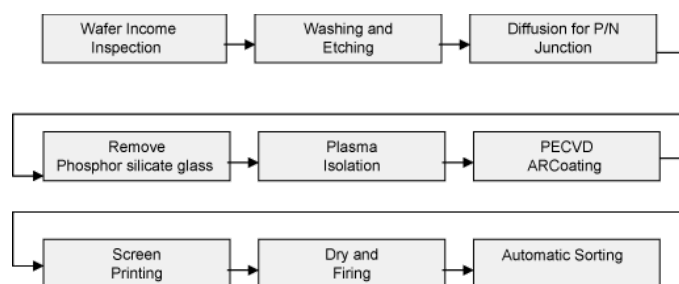 Wafer Income
Inspection
Washing and
Etching
Diffusion for P/N
Junction
Remove
Phosphor silicate glass
Plasma
Isolation
PECVD
ARCoating
Screen
Printing
Dry and
Firing
Automatic Sorting